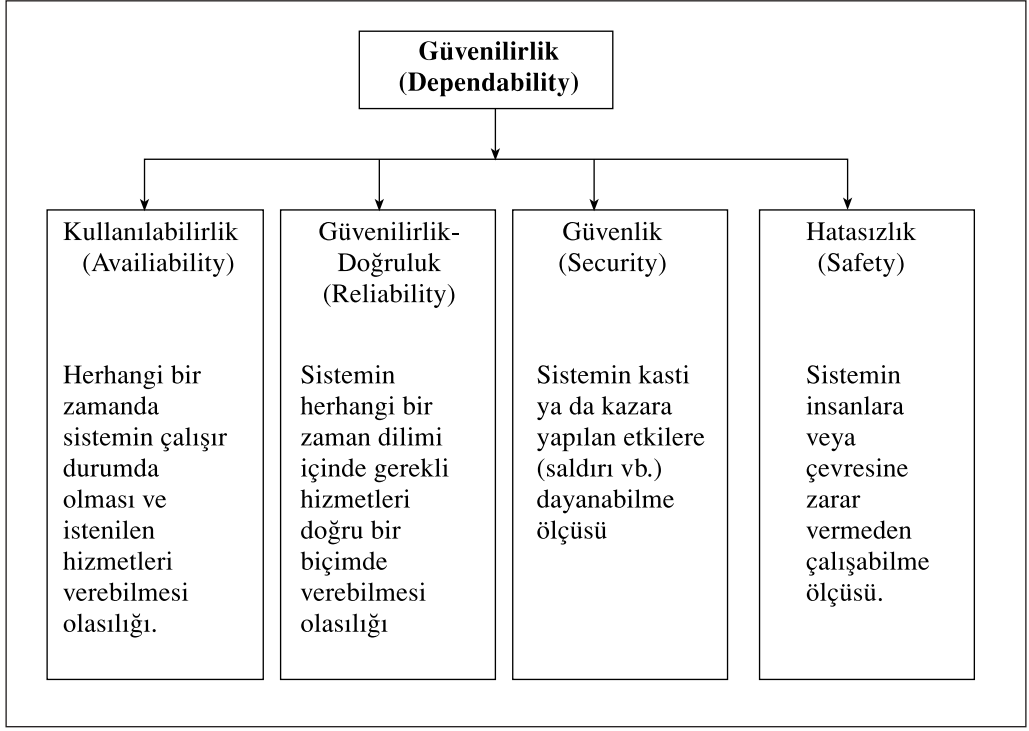 Güvenilirlik
(Dependability)
Kullanılabilirlik
(Availiability)
Herhangi bir
zamanda
sistemin çalışır
durumda
olması ve
istenilen
hizmetleri
verebilmesi
olasılığı.
Güvenilirlik-
Doğruluk
(Reliability)
Sistemin
herhangi bir
zaman dilimi
içinde gerekli
hizmetleri
doğru bir
biçimde
verebilmesi
olasılığı
Güvenlik
(Security)
Sistemin kasti
ya da kazara
yapılan etkilere
(saldırı vb.)
dayanabilme
ölçüsü
Hatasızlık
(Safety)
Sistemin
insanlara
veya
çevresine
zarar
vermeden
çalışabilme
ölçüsü.